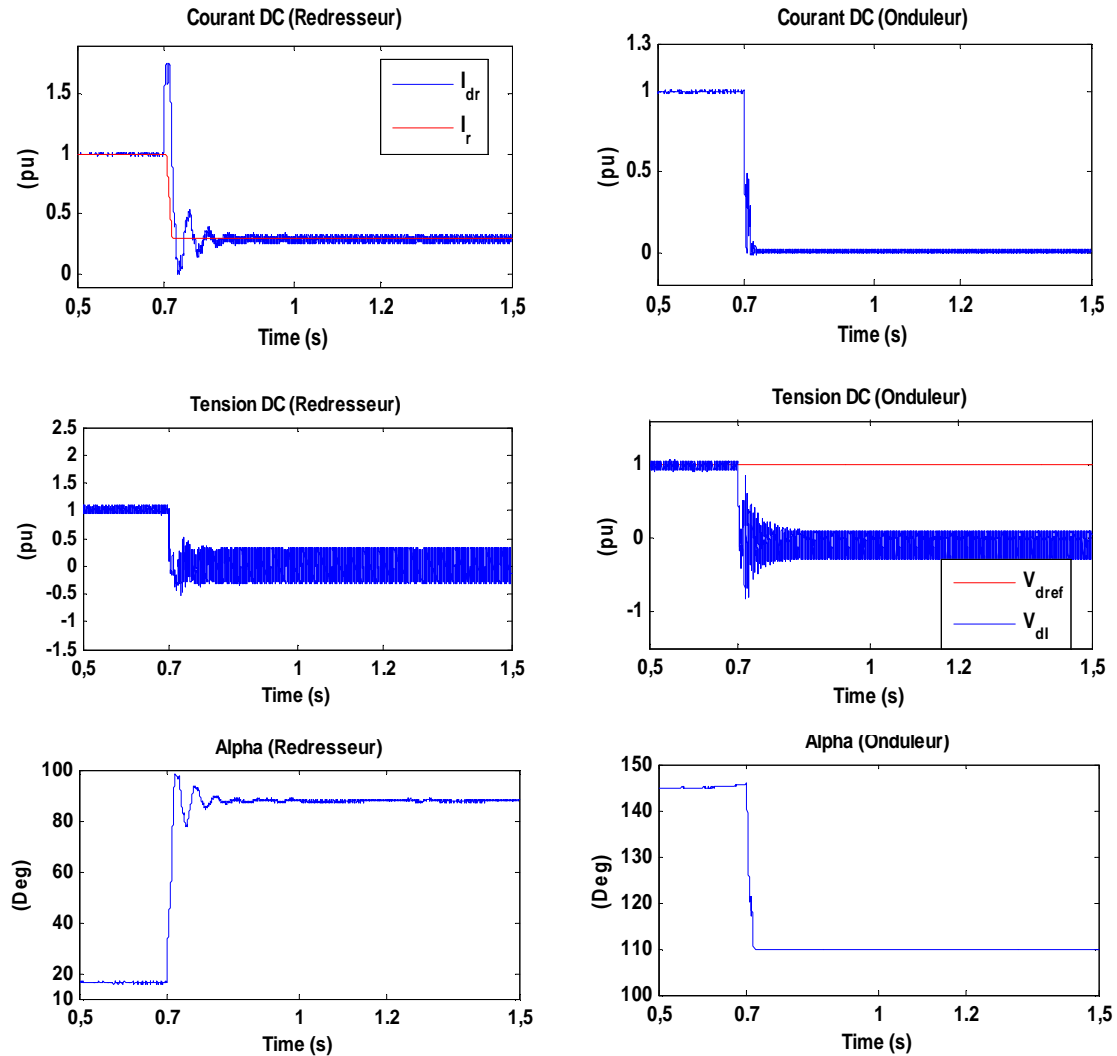 Courant DC (Redresseur)
1.5
1
0.5
0
(pu)
I_dr
I_r
0,5 0.7 1 1.2 1,5
Time (s)
Courant DC (Onduleur)
1.3
1
0.5
0
(pu)
0,5 0.7 1 1.2 1,5
Time (s)
Tension DC (Redresseur)
2.5
2
1.5
1
0.5
0
-0.5
-1
-1.5
(pu)
0,5 0.7 1 1.2 1,5
Time (s)
Tension DC (Onduleur)
1
0
-1
(pu)
V_dref
V_dI
0,5 0.7 1 1.2 1,5
Time (s)
Alpha (Redresseur)
100
80
60
40
20
10
(Deg)
0,5 0.7 1 1.2 1,5
Time (s)
Alpha (Onduleur)
150
140
130
120
110
100
(Deg)
0,5 0.7 1 1.2 1,5
Time (s)